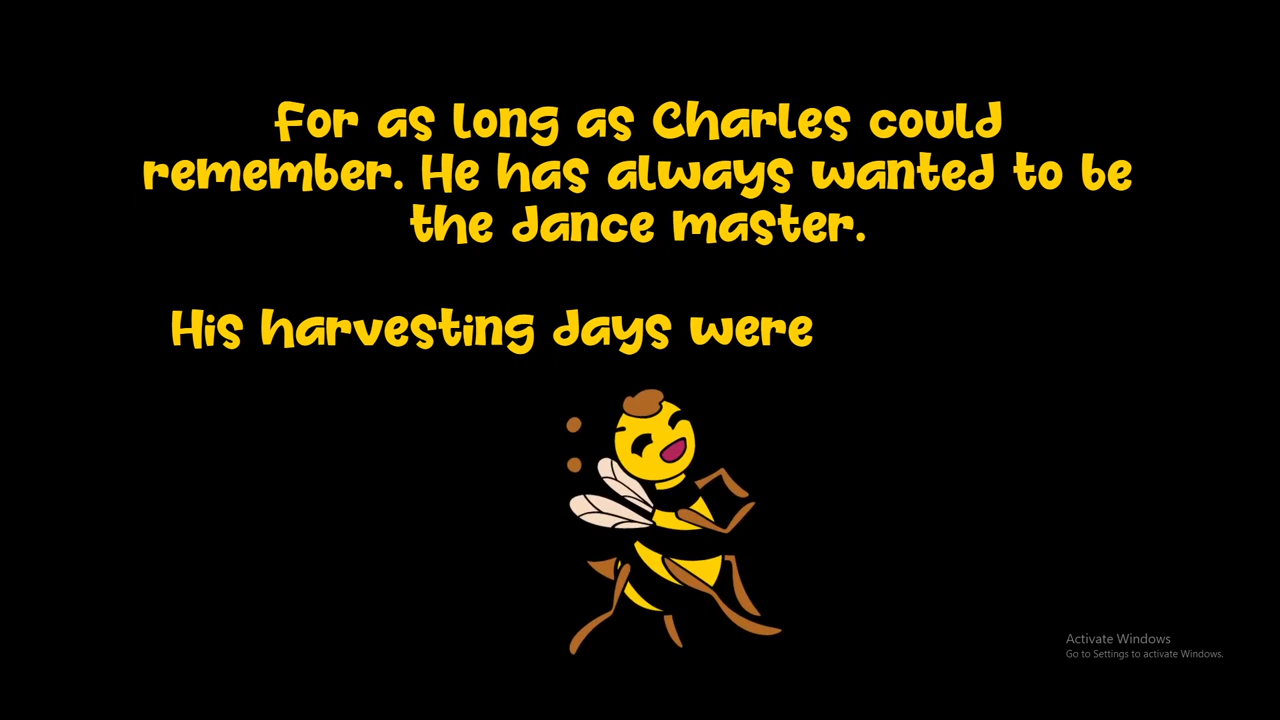 For as long as Charles could
remember. He has always wanted to be
the dance master.
His harvesting days were
Activate Windows
Go to Settings to activate Windows.